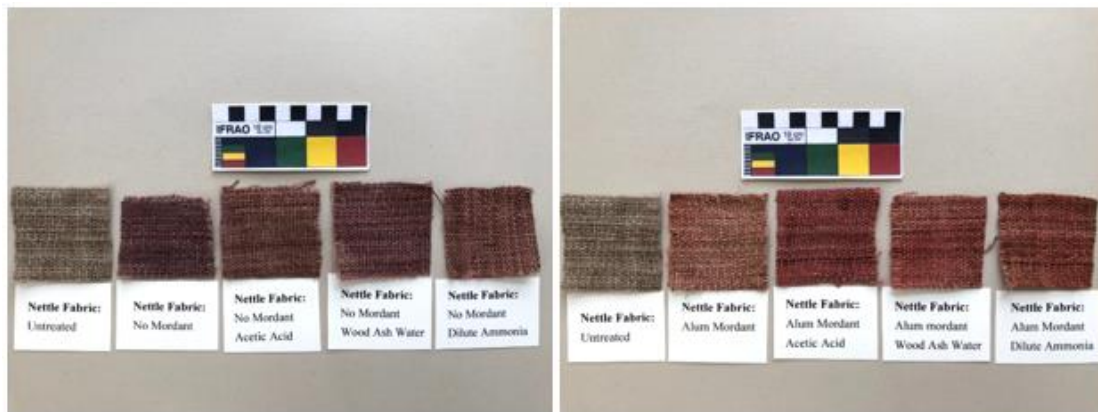 IFRAO
Nettle Fabric:
Untreated
Nettle Fabric:
No Mordant
Nettle Fabric:
No Mordant
Acetic Acid
Nettle Fabric:
No Mordant
Wood Ash Water
Nettle Fabric:
No Mordant
Dilute Ammonia
IFRAO
Nettle Fabric:
Untreated
Nettle Fabric:
Alum Mordant
Nettle Fabric:
Alum Mordant
Acetic Acid
Nettle Fabric:
Alum mordant
Wood Ash Water
Nettle Fabric:
Alum Mordant
Dilute Ammonia